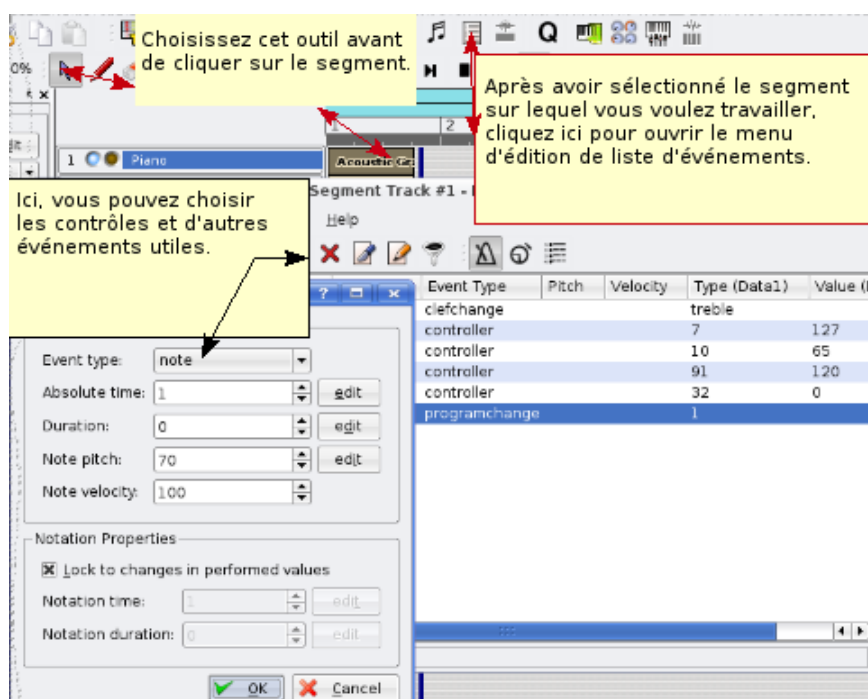 Choisissez cet outil avant
de cliquer sur le segment.
Q
0%
Après avoir sélectionné le segment
sur lequel vous voulez travailler,
cliquez ici pour ouvrir le menu
d'édition de liste d'événements.
1
2
1 Piano
Acoustic Gr
Ici, vous pouvez choisir
les contrôles et d'autres
événements utiles.
Segment Track #1 -
Help
Event Type Pitch Velocity Type (Data1) Value (
clefchange treble
controller 7 127
controller 10 65
controller 91 120
controller 32 0
programchange 1
Event type: note
Absolute time: 1 edit
Duration: 0 edit
Note pitch: 70 edit
Note velocity: 100
Notation Properties
Lock to changes in performed values
Notation time: 1 edit
Notation duration: 0 edit
OK Cancel